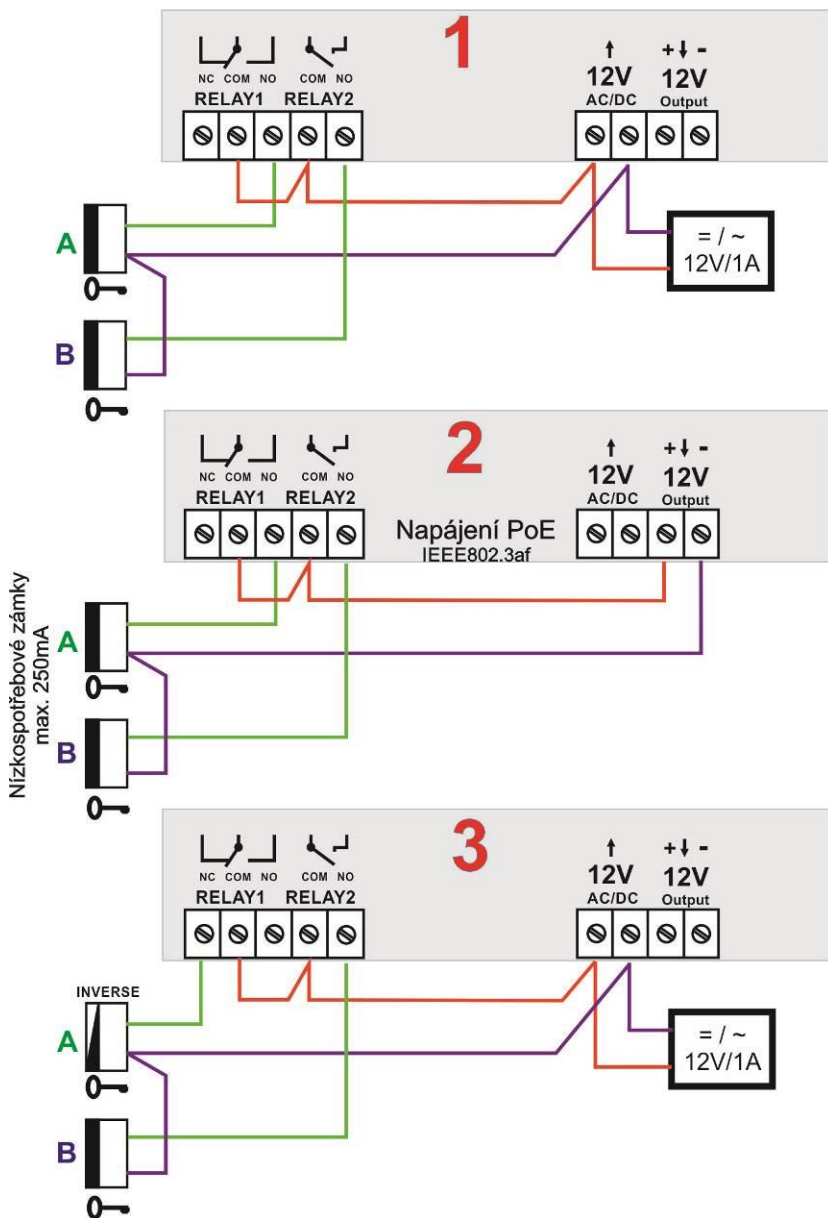 1
NC COM NO COM NO
RELAY1 RELAY2
12V
AC/DC
+ -
12V
Output
A
= / ~
12V/1A
B
2
NC COM NO COM NO
RELAY1 RELAY2
Napájení PoE
IEEE802.3af
12V
AC/DC
+ -
12V
Output
Nízkospotřebové zámky
max. 250mA
A
B
3
NC COM NO COM NO
RELAY1 RELAY2
12V
AC/DC
+ -
12V
Output
INVERSE
A
= / ~
12V/1A
B